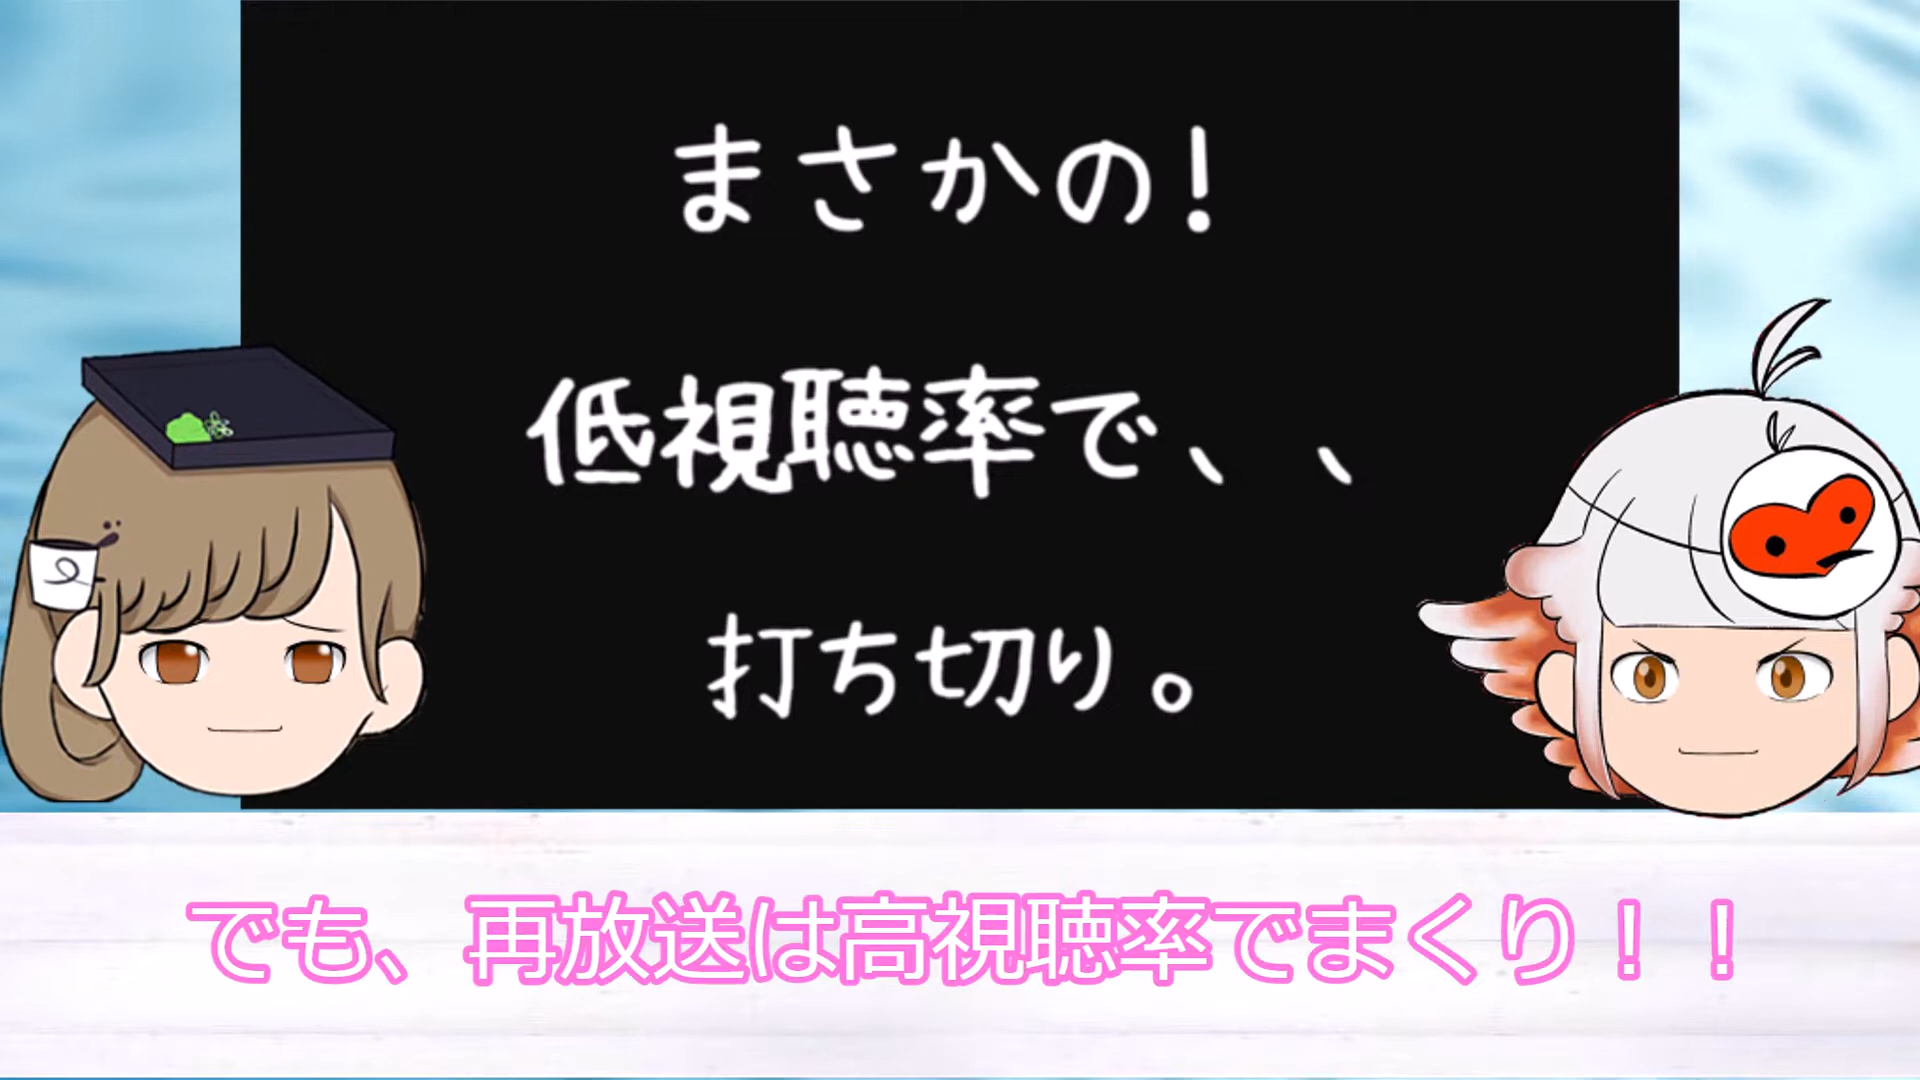 まさかの!
低視聴率で、、
打ち切り。
でも、再放送は高視聴率でまくり！！